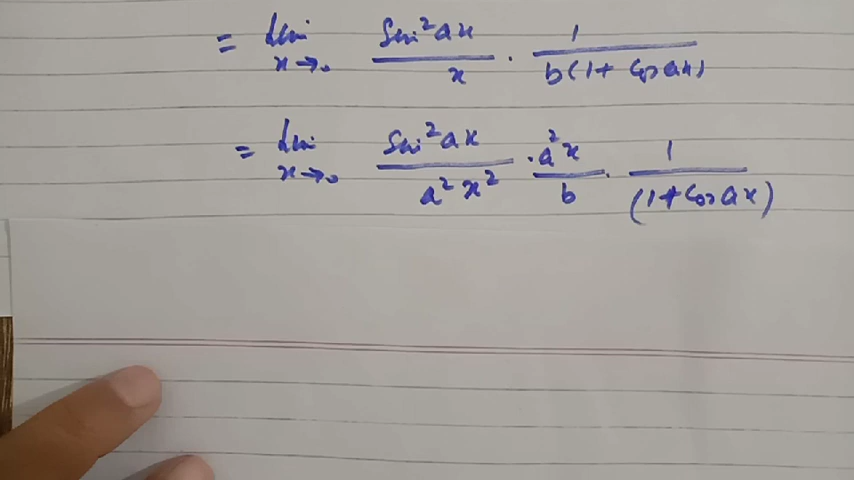 = Lim x→0 Sin²ax / x · 1 / b(1+ Cos ax)
= Lim x→0 Sin²ax / a²x² · a²x / b · 1 / (1+Cos ax)